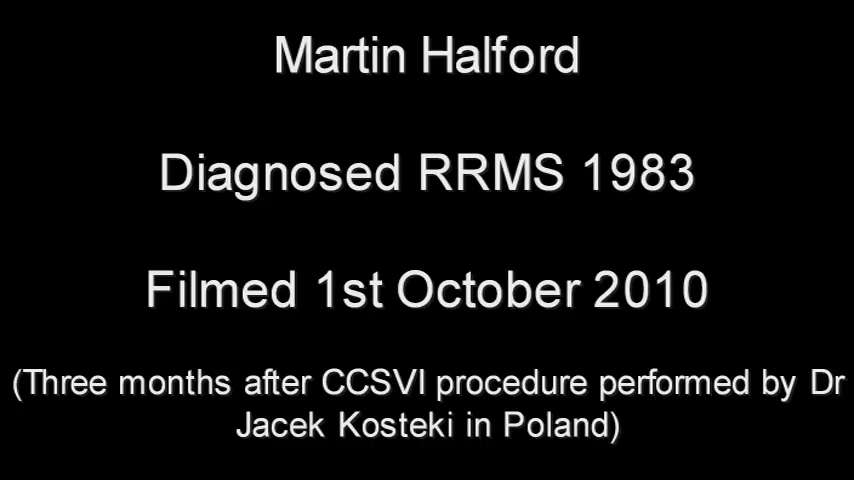 Martin Halford
Diagnosed RRMS 1983
Filmed 1st October 2010
(Three months after CCSVI procedure performed by Dr
Jacek Kosteki in Poland)